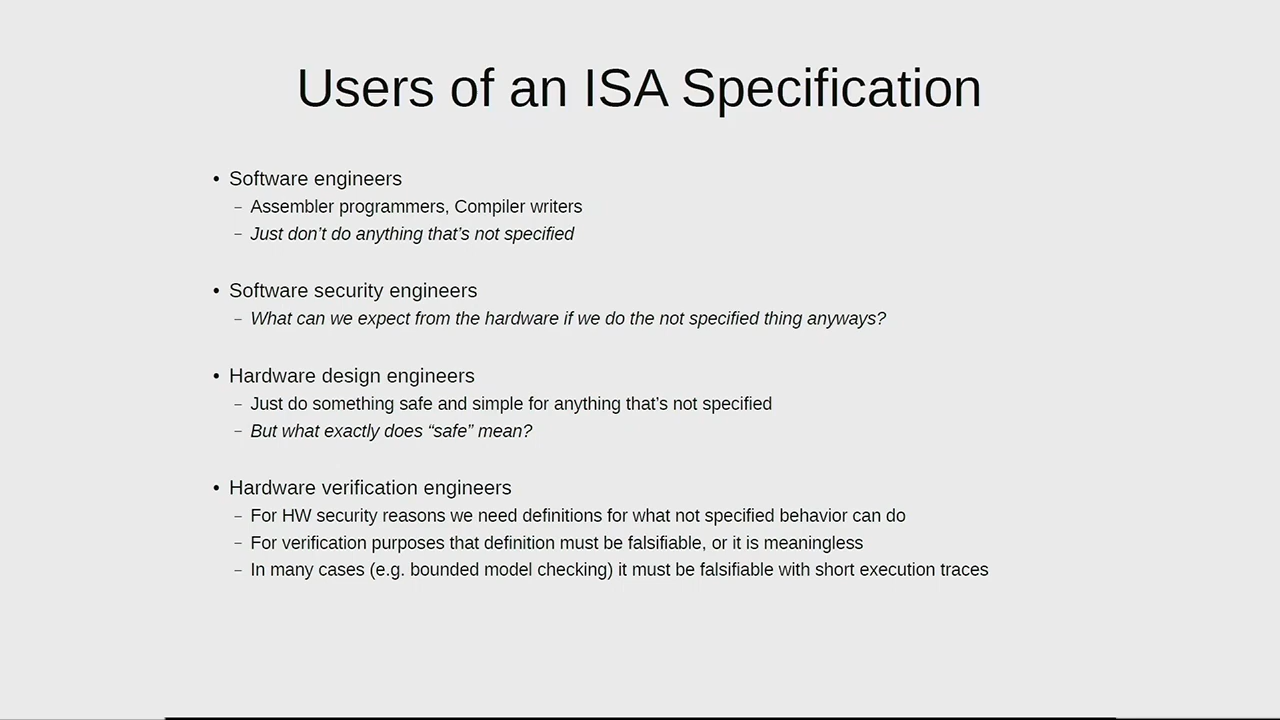 Users of an ISA Specification
• Software engineers
– Assembler programmers, Compiler writers
– Just don’t do anything that’s not specified
• Software security engineers
– What can we expect from the hardware if we do the not specified thing anyways?
• Hardware design engineers
– Just do something safe and simple for anything that’s not specified
– But what exactly does “safe” mean?
• Hardware verification engineers
– For HW security reasons we need definitions for what not specified behavior can do
– For verification purposes that definition must be falsifiable, or it is meaningless
– In many cases (e.g. bounded model checking) it must be falsifiable with short execution traces